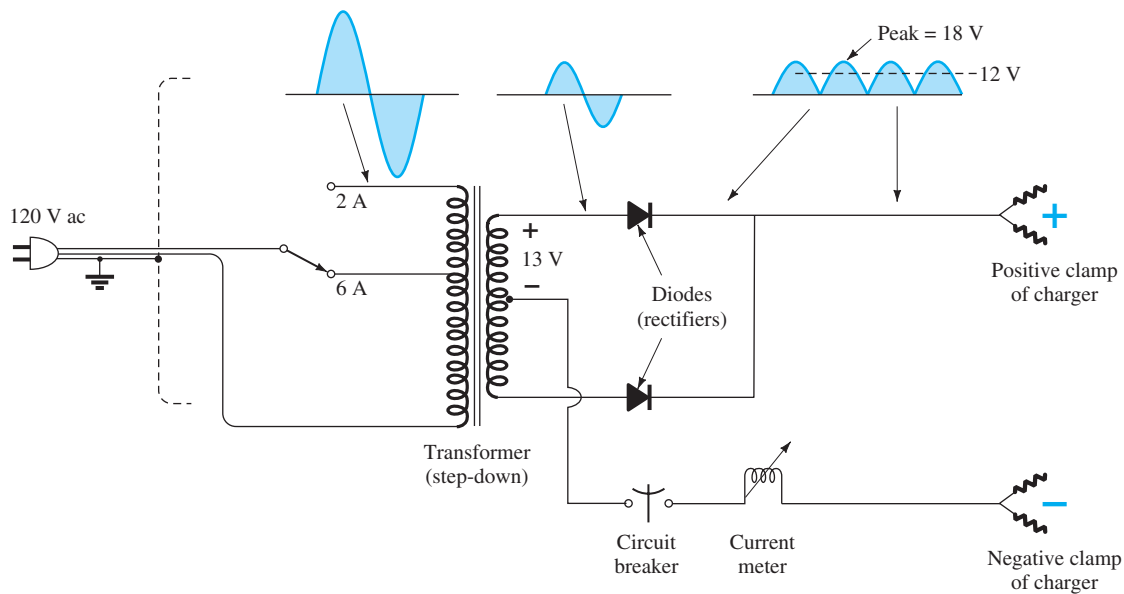 Peak = 18 V
12 V
2 A
120 V ac
6 A
+
13 V
−
Diodes
(rectifiers)
+
Positive clamp
of charger
Transformer
(step-down)
Circuit
breaker
Current
meter
−
Negative clamp
of charger